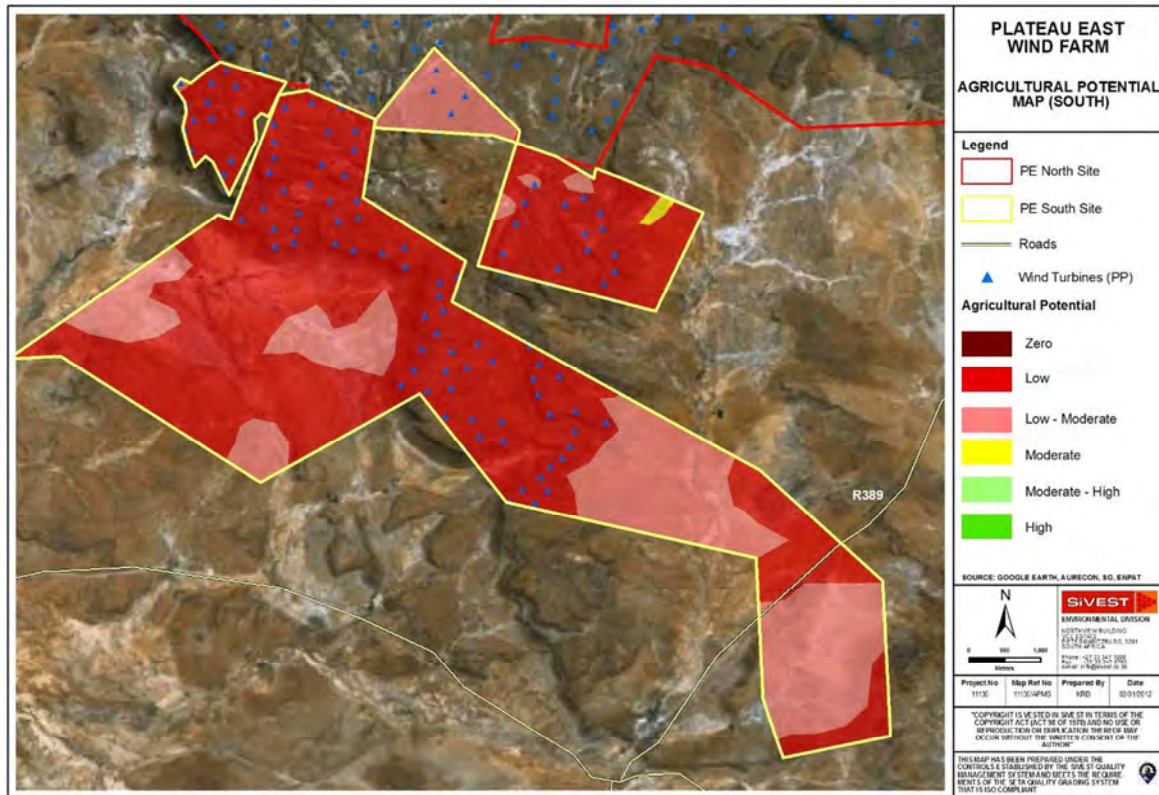 PLATEAU EAST
WIND FARM
AGRICULTURAL POTENTIAL
MAP (SOUTH)
Legend
PE North Site
PE South Site
Roads
Wind Turbines (PP)
Agricultural Potential
Zero
Low
Low - Moderate
Moderate
Moderate - High
High
R389
SOURCE: GOOGLE EARTH, AURECON, SG, ENPAT
N
SiVEST
ENVIRONMENTAL DIVISION
SOUTH AFRICA
0
Meters
Project No
Map Ref No
Prepared By
Date
"COPYRIGHT IS VESTED IN SIVEST IN TERMS OF THE
COPYRIGHT ACT (ACT 98 OF 1978) AND NO USE OR
REPRODUCTION OR DUPLICATION THEREOF MAY
OCCUR WITHOUT THE WRITTEN CONSENT OF THE
AUTHOR"
THIS MAP HAS BEEN PREPARED UNDER THE
CONTROLS ESTABLISHED BY THE SIVEST QUALITY
MANAGEMENT SYSTEM AND MEETS THE REQUIRE-
MENTS OF THE SETA QUALITY GRADING SYSTEM
THAT IS ISO COMPLIANT